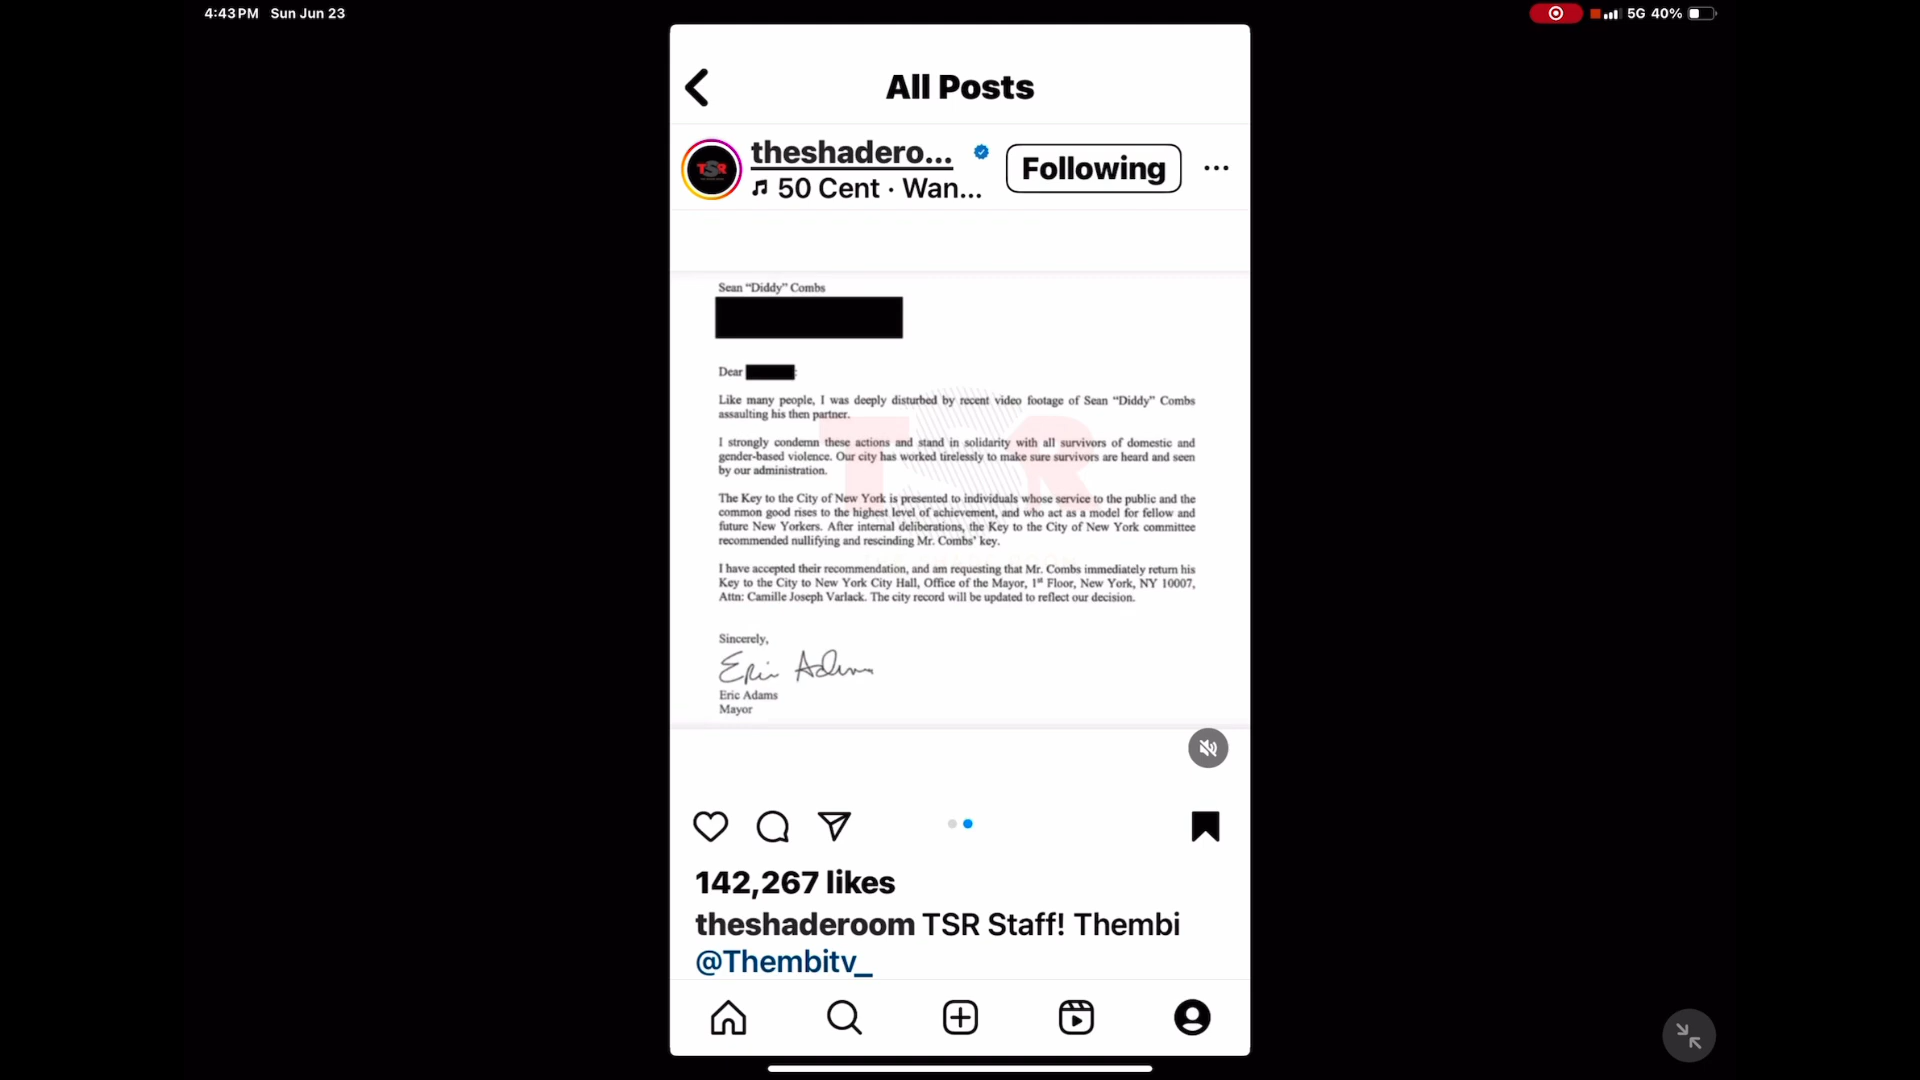 4:43 PM Sun Jun 23
5G 40%
All Posts
TSR
theshadero...
Following
50 Cent · Wan...
Sean “Diddy” Combs
Dear
Like many people, I was deeply disturbed by recent video footage of Sean “Diddy” Combs
assaulting his then partner.
I strongly condemn these actions and stand in solidarity with all survivors of domestic and
gender-based violence. Our city has worked tirelessly to make sure survivors are heard and seen
by our administration.
The Key to the City of New York is presented to individuals whose service to the public and the
common good rises to the highest level of achievement, and who act as a model for fellow and
future New Yorkers. After internal deliberations, the Key to the City of New York committee
recommended nullifying and rescinding Mr. Combs’ key.
I have accepted their recommendation, and am requesting that Mr. Combs immediately return his
Key to the City to New York City Hall, Office of the Mayor, 1st Floor, New York, NY 10007,
Attn: Camille Joseph Varlack. The city record will be updated to reflect our decision.
TSR
Sincerely,
Eric Adams
Eric Adams
Mayor
142,267 likes
theshaderoom TSR Staff! Thembi
@Thembitv_